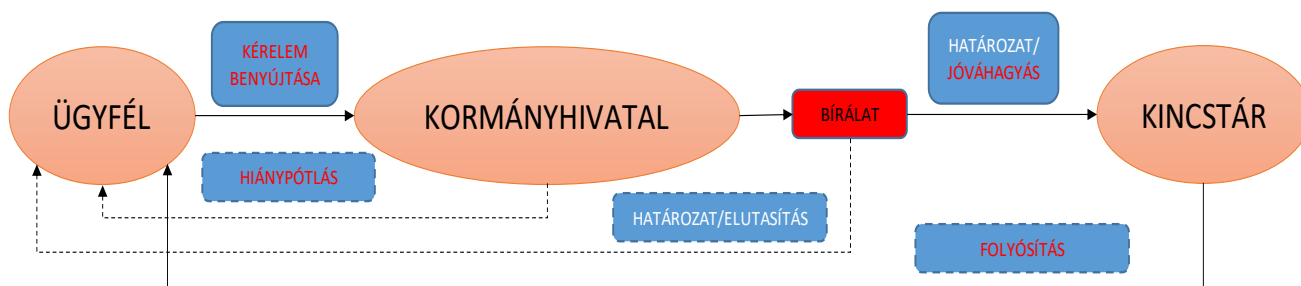 KÉRELEM
BENYÚJTÁSA
HATÁROZAT/
JÓVÁHAGYÁS
ÜGYFÉL
KORMÁNYHIVATAL
BÍRÁLAT
KINCSTÁR
HIÁNYPÓTLÁS
HATÁROZAT/ELUTASÍTÁS
FOLYÓSÍTÁS